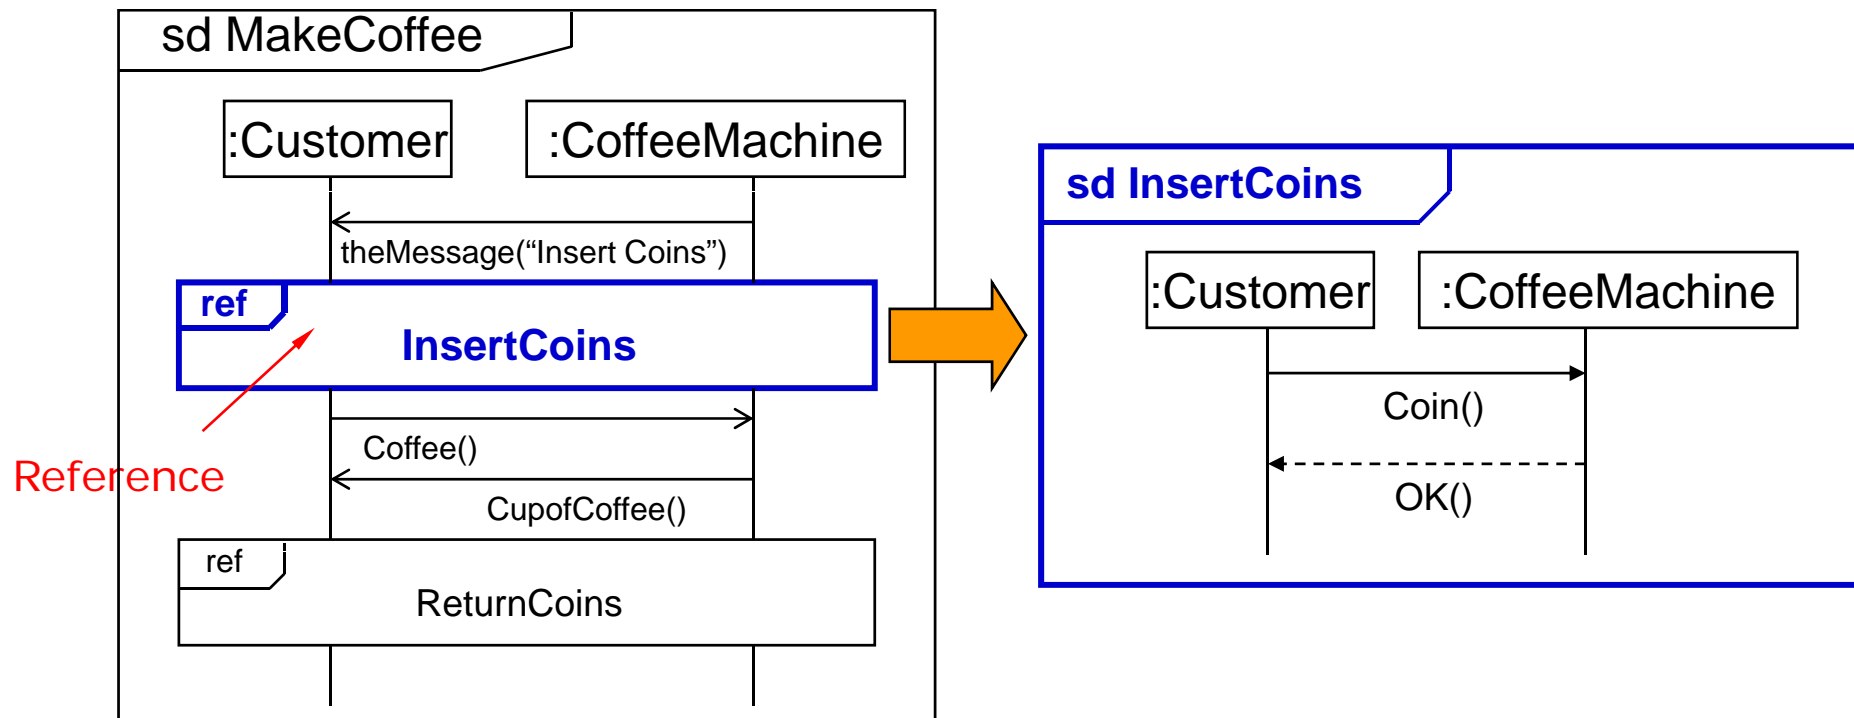 sd MakeCoffee
:Customer
:CoffeeMachine
theMessage(“Insert Coins”)
ref
InsertCoins
Coffee()
Reference
CupofCoffee()
ref
ReturnCoins
sd InsertCoins
:Customer
:CoffeeMachine
Coin()
OK()